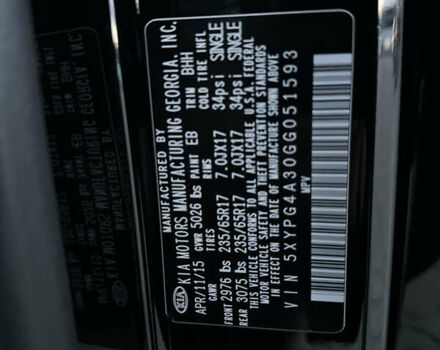 KIA
MANUFACTURED BY
KIA MOTORS MANUFACTURING GEORGIA, INC.
APR/11/15 PAINT EB TRIM BHH
GVWR 5026 lbs
GAWR TIRES RIMS COLD TIRE INFL
FRONT 2976 lbs 235/65R17 7.0JX17 34psi SINGLE
REAR 3075 lbs 235/65R17 7.0JX17 34psi SINGLE
THIS VEHICLE CONFORMS TO ALL APPLICABLE U.S.A. FEDERAL
MOTOR VEHICLE SAFETY, BUMPER, AND THEFT PREVENTION STANDARDS
IN EFFECT ON THE DATE OF MANUFACTURE SHOWN ABOVE.
VIN 5XYPG4A30GG051593
MPV